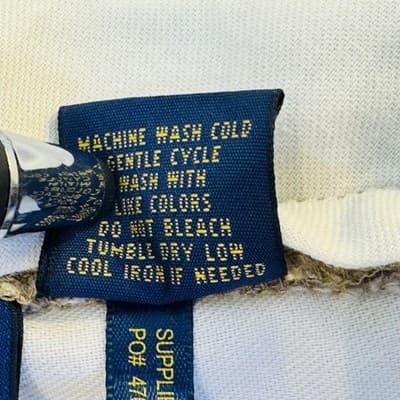 MACHINE WASH COLD
GENTLE CYCLE
WASH WITH
LIKE COLORS
DO NOT BLEACH
TUMBLE DRY LOW
COOL IRON IF NEEDED
PO#